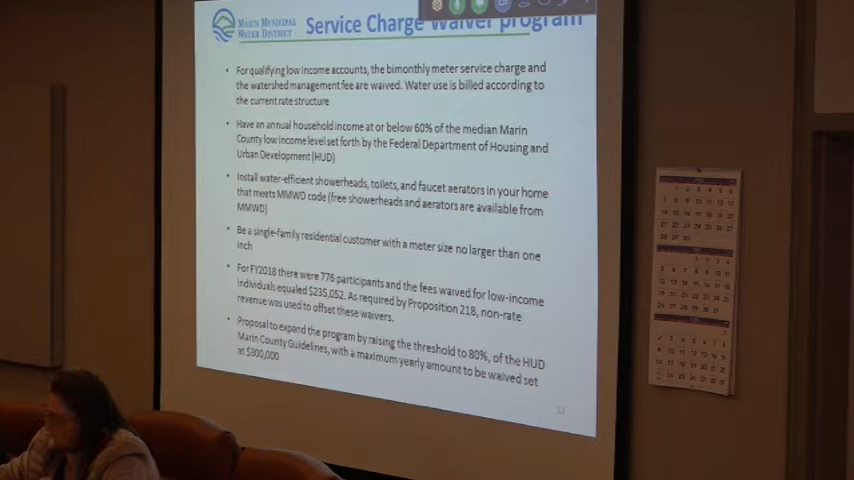 MARIN MUNICIPAL
WATER DISTRICT
Service Charge Waiver program
• For qualifying low income accounts, the bimonthly meter service charge and
the watershed management fee are waived. Water use is billed according to
the current rate structure
• Have an annual household income at or below 60% of the median Marin
County low income level set forth by the Federal Department of Housing and
Urban Development (HUD)
• Install water-efficient showerheads, toilets, and faucet aerators in your home
that meets MMWD code (free showerheads and aerators are available from
MMWD)
• Be a single-family residential customer with a meter size no larger than one
inch
• For FY2018 there were 776 participants and the fees waived for low-income
individuals equaled $235,052. As required by Proposition 218, non-rate
revenue was used to offset these waivers.
• Proposal to expand the program by raising the threshold to 80%, of the HUD
Marin County Guidelines, with a maximum yearly amount to be waived set
at $300,000